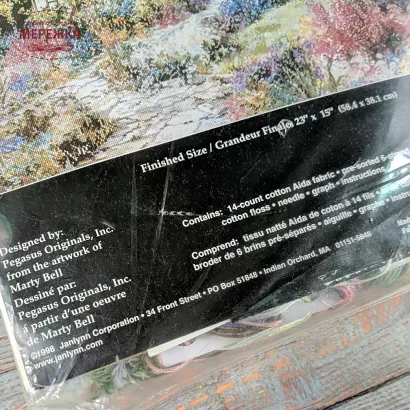 МЕРЕЖКИ
Finished Size / Grandeur Finale: 23" x 15" (58.4 x 38.1 cm)
Contains: 14-count cotton Aida fabric • pre-sorted 6-s
cotton floss • needle • graph • instructions
Comprend: tissu natté Aida de coton à 14 fils
broder de 6 brins pré-séparés • aiguille • graphe • inst
Designed by:
Pegasus Originals, Inc.
from the artwork of
Marty Bell
Dessiné par:
Pegasus Originals, Inc.
á partir d'une oeuvre
de Marty Bell
©1998 Janlynn Corporation • 34 Front Street • PO Box 51848 • Indian Orchard, MA 01151-5848
www.janlynn.com